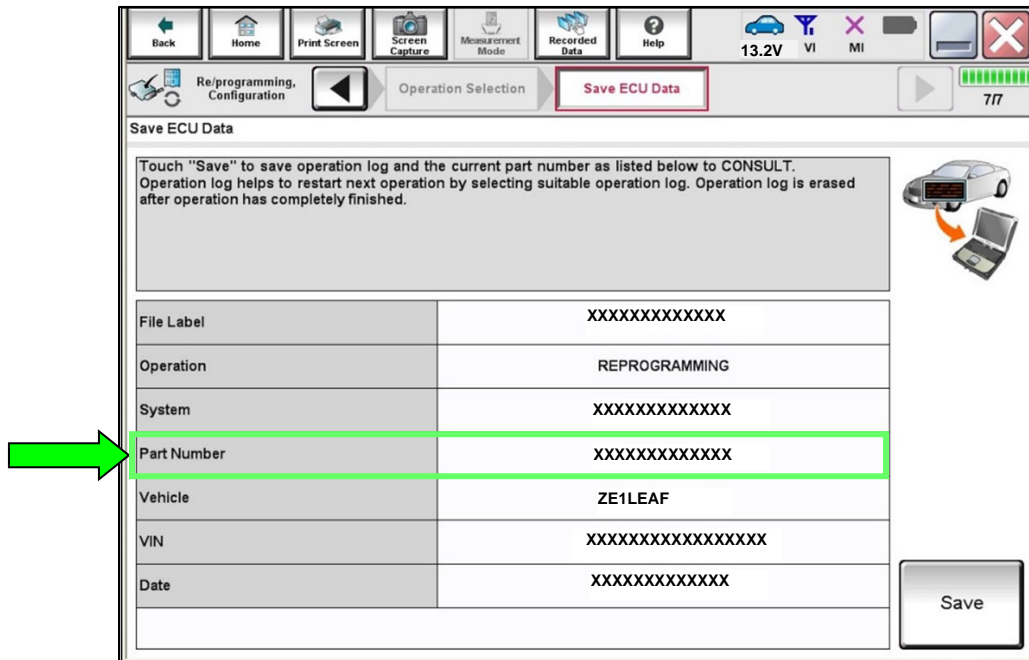 Back
Home
Print Screen
Screen
Capture
Measurement
Mode
Recorded
Data
Help
13.2V
VI
MI
Re/programming,
Configuration
Operation Selection
Save ECU Data
7/7
Save ECU Data
Touch "Save" to save operation log and the current part number as listed below to CONSULT.
Operation log helps to restart next operation by selecting suitable operation log. Operation log is erased
after operation has completely finished.
File Label XXXXXXXXXXXXX
Operation REPROGRAMMING
System XXXXXXXXXXXXX
Part Number XXXXXXXXXXXXX
Vehicle ZE1LEAF
VIN XXXXXXXXXXXXXXXXX
Date XXXXXXXXXXXXX
Save